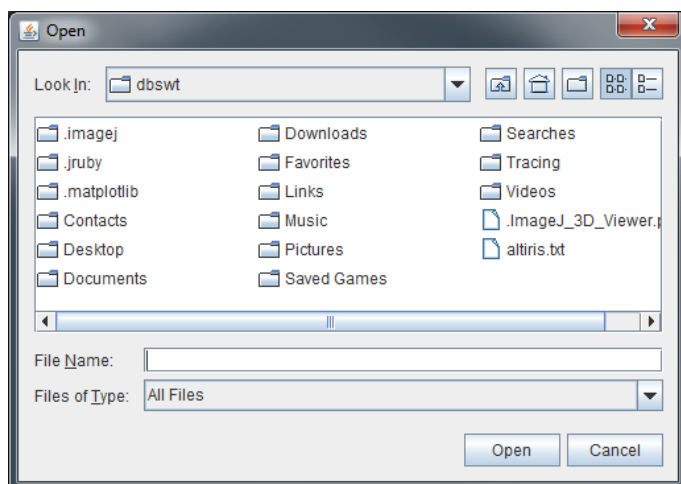 Open
Look In: dbswt
.imagej Downloads Searches
.jruby Favorites Tracing
.matplotlib Links Videos
Contacts Music .ImageJ_3D_Viewer.p
Desktop Pictures altiris.txt
Documents Saved Games
File Name:
Files of Type: All Files
Open Cancel